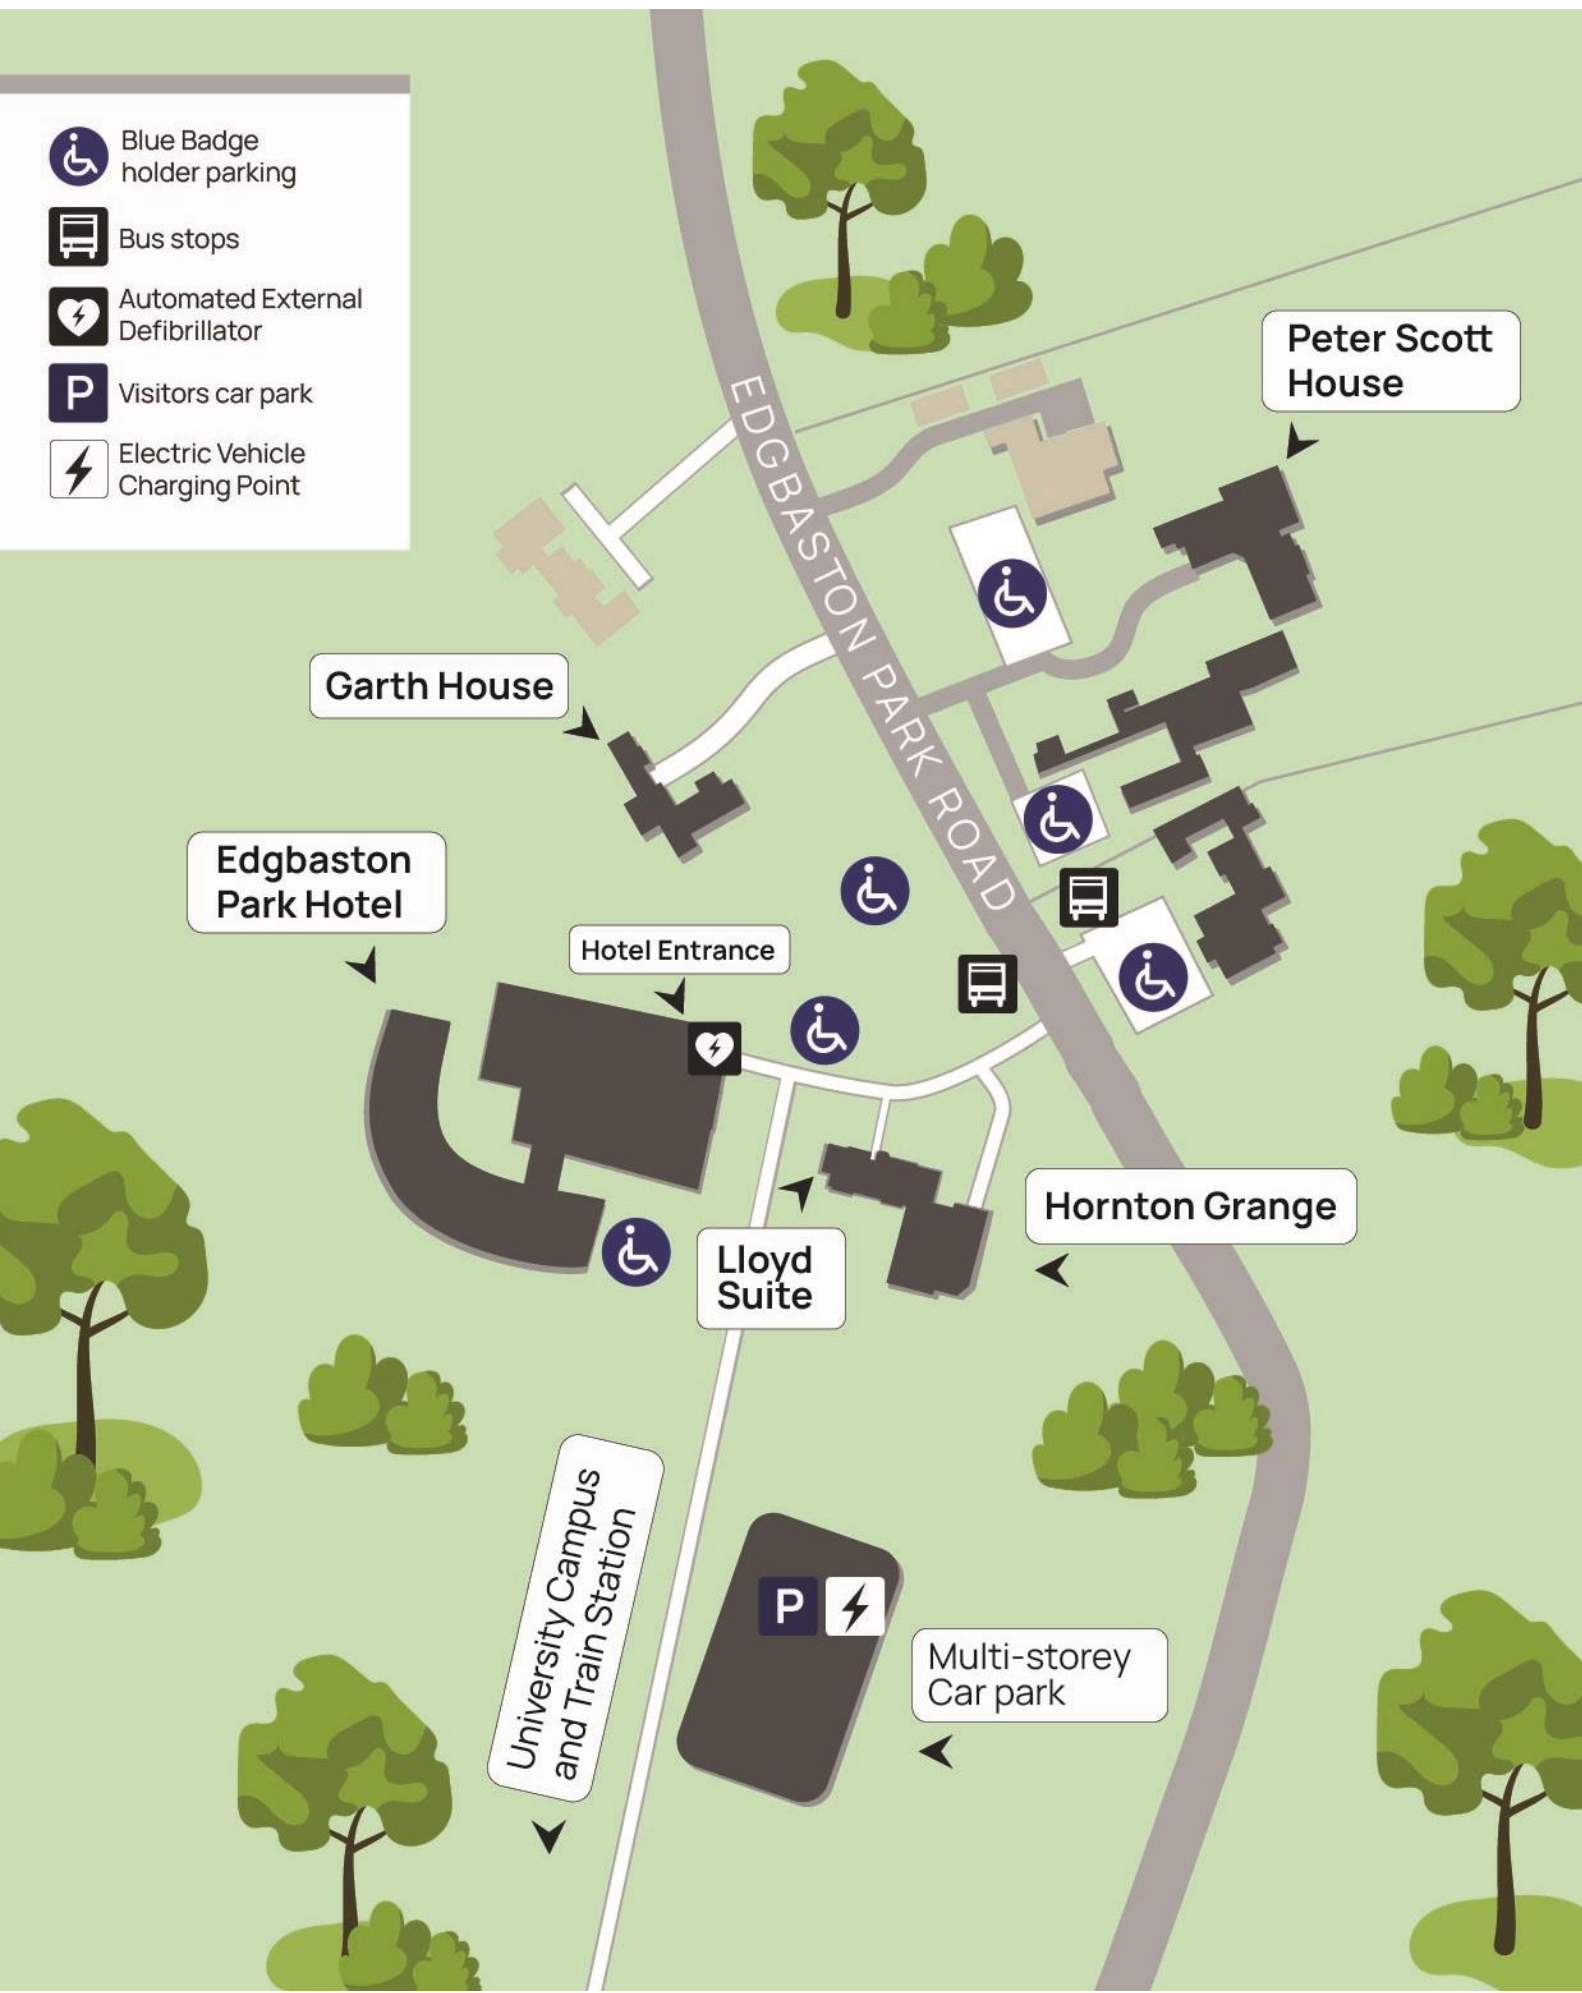 Blue Badge
holder parking
Bus stops
Automated External
Defibrillator
P
Visitors car park
Electric Vehicle
Charging Point
Peter Scott
House
EDGBASTON PARK ROAD
Garth House
Edgbaston
Park Hotel
Hotel Entrance
Hornton Grange
Lloyd
Suite
University Campus
and Train Station
P
Multi-storey
Car park